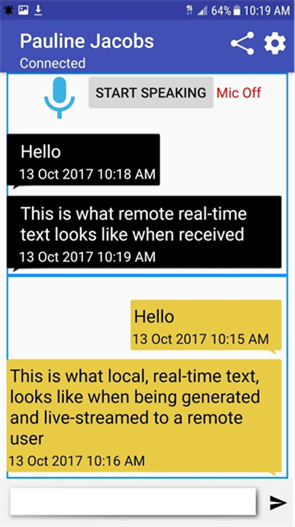 64% 10:19 AM
Pauline Jacobs
Connected
START SPEAKING Mic Off
Hello
13 Oct 2017 10:18 AM
This is what remote real-time
text looks like when received
13 Oct 2017 10:19 AM
Hello
13 Oct 2017 10:15 AM
This is what local, real-time text,
looks like when being generated
and live-streamed to a remote
user
13 Oct 2017 10:16 AM